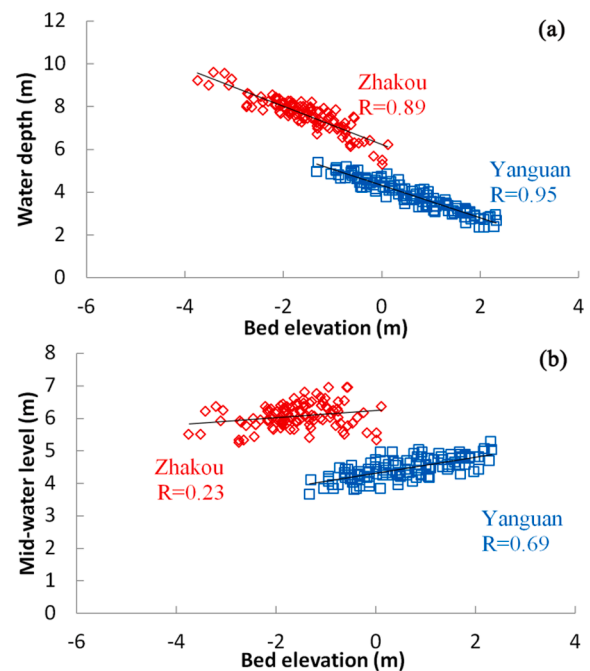 (a)
Water depth (m)
12
10
8
6
4
2
0
Zhakou
R=0.89
Yanguan
R=0.95
-6 -4 -2 0 2 4
Bed elevation (m)
(b)
Mid-water level (m)
8
7
6
5
4
3
2
1
0
Zhakou
R=0.23
Yanguan
R=0.69
-6 -4 -2 0 2 4
Bed elevation (m)